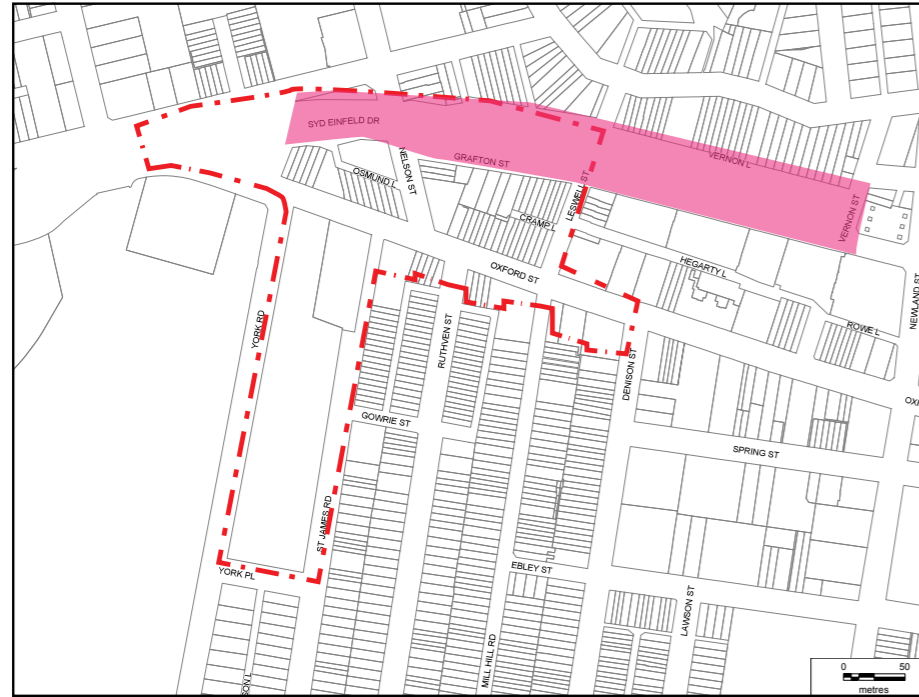 SYD EINFELD DR
GRAFTON ST
VERNON L
NELSON ST
OSMUND L
LESWELL ST
CRAMP L
VERNON ST
OXFORD ST
HEGARTY L
NEWLAND ST
ROWE L
YORK RD
RUTHVEN ST
DENISON ST
GOWRIE ST
SPRING ST
ST JAMES RD
EBLEY ST
YORK PL
LAWSON ST
MILL HILL RD
0 50
metres